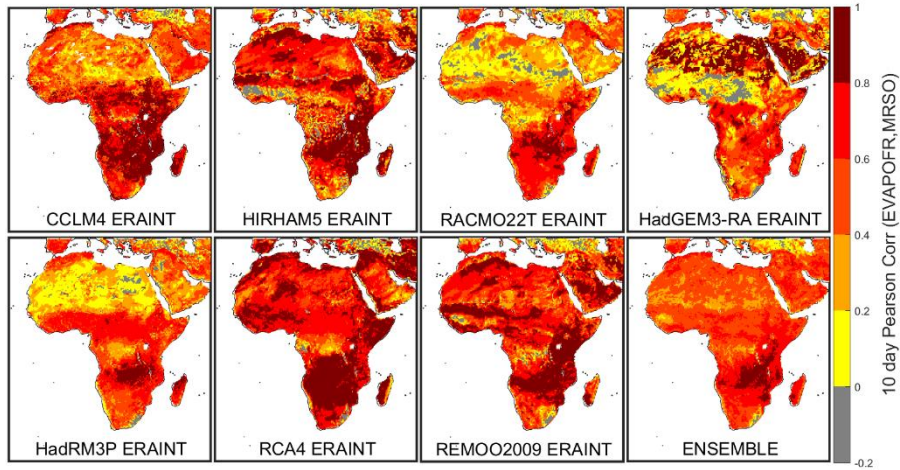 CCLM4 ERAINT
HIRHAM5 ERAINT
RACMO22T ERAINT
HadGEM3-RA ERAINT
HadRM3P ERAINT
RCA4 ERAINT
REMOO2009 ERAINT
ENSEMBLE
1
0.8
0.6
0.4
0.2
0
-0.2
10 day Pearson Corr (EVAPOFR,MRSO)